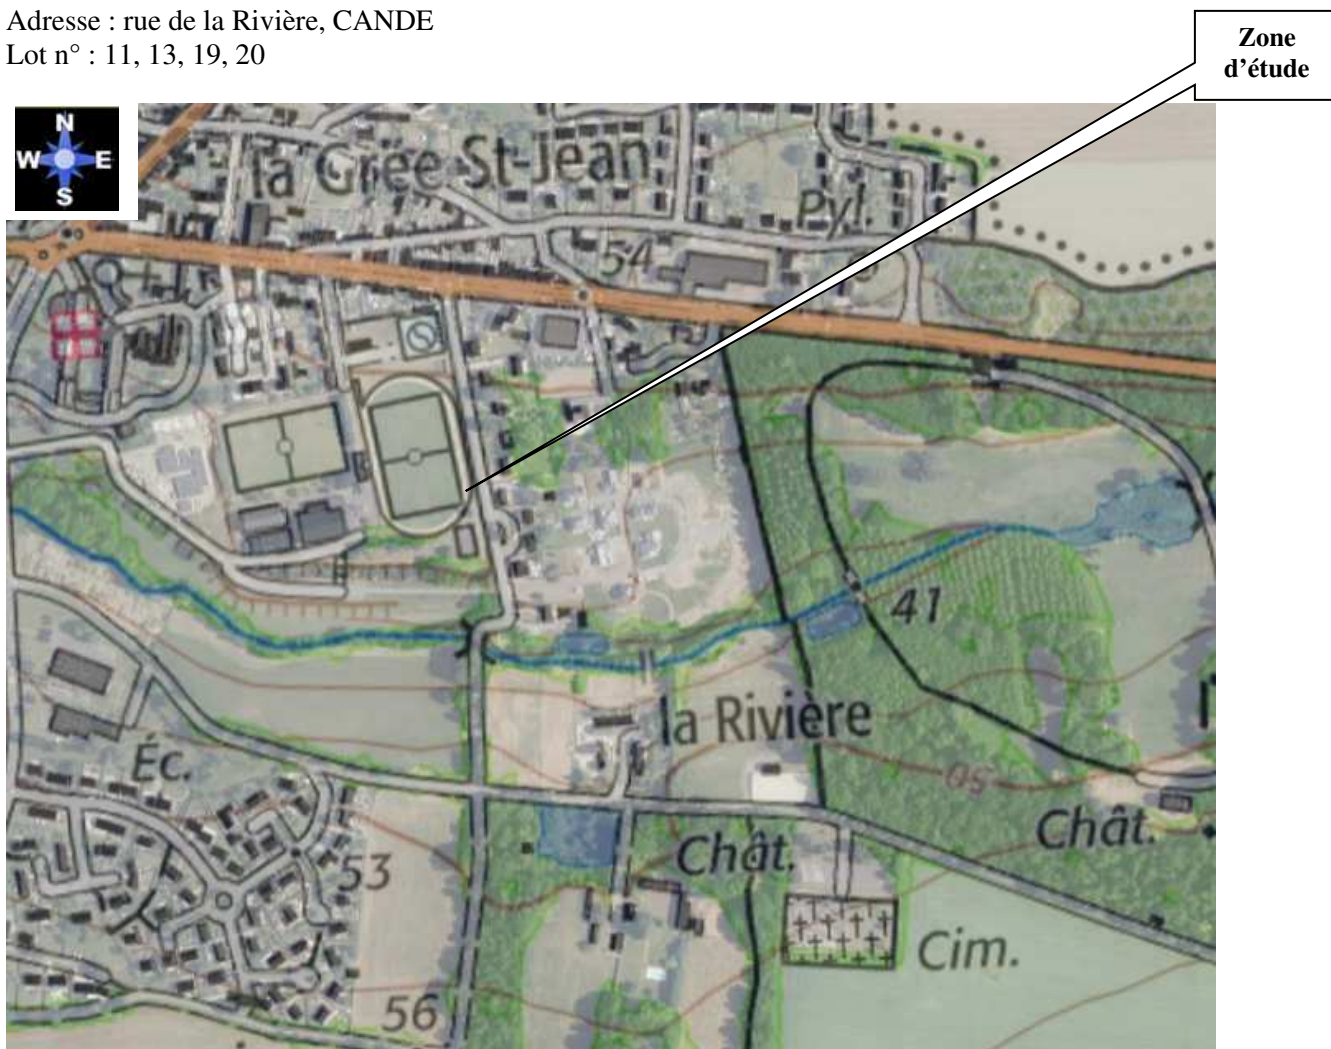 Adresse : rue de la Rivière, CANDE
Lot n° : 11, 13, 19, 20
Zone
d'étude
N
W E
S
la Grée St-Jean
Pyl.
54
41
la Rivière
50
Éc.
Chât.
Chât.
53
Cim.
56